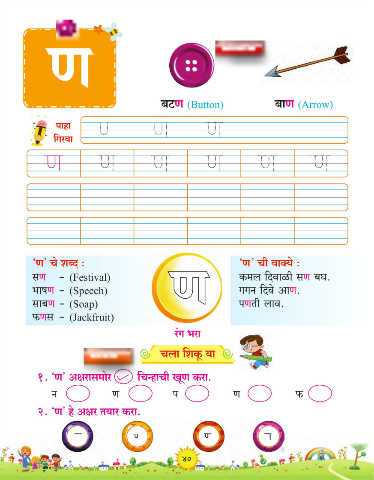 ण
बटण (Button)
बाण (Arrow)
पाहा
गिरवा
ण
ण ण ण ण ण ण
'ण' चे शब्द :
सण - (Festival)
भाषण - (Speech)
साबण - (Soap)
फणस - (Jackfruit)
ण
रंग भरा
'ण' ची वाक्ये :
कमल दिवाळी सण बघ.
गगन दिवे आण.
पणती लाव.
चला शिकू या
१. 'ण' अक्षरासमोर ✓ चिन्हाची खूण करा.
न ण प ण फ
२. 'ण' हे अक्षर तयार करा.
४०